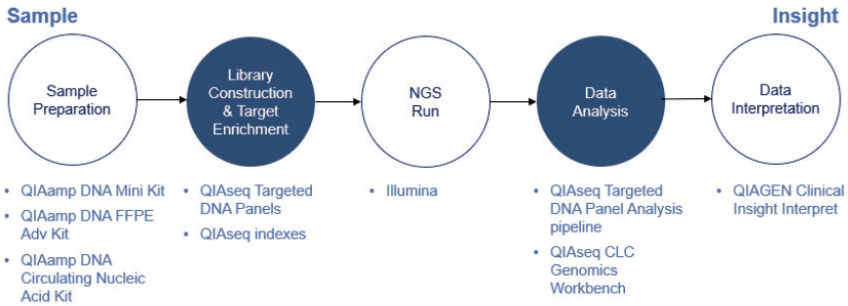 Sample
Insight
Sample
Preparation
Library
Construction
& Target
Enrichment
NGS
Run
Data
Analysis
Data
Interpretation
• QIAamp DNA Mini Kit
• QIAamp DNA FFPE
Adv Kit
• QIAamp DNA
Circulating Nucleic
Acid Kit
• QIAseq Targeted
DNA Panels
• QIAseq indexes
• Illumina
• QIAseq Targeted
DNA Panel Analysis
pipeline
• QIAseq CLC
Genomics
Workbench
• QIAGEN Clinical
Insight Interpret